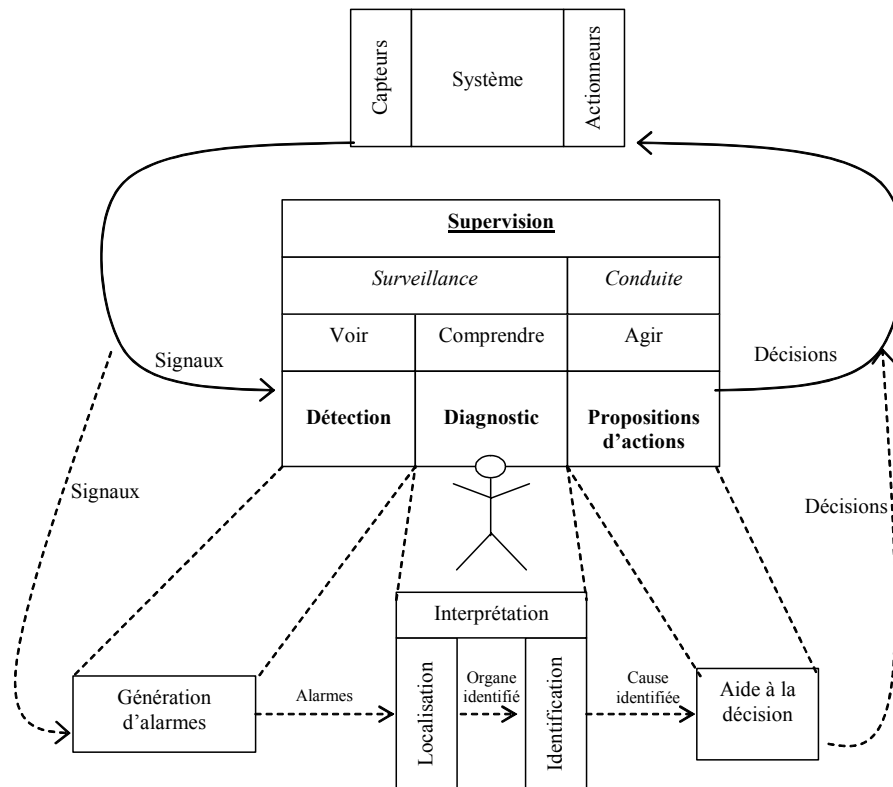 Capteurs
Système
Actionneurs
Supervision
Surveillance
Conduite
Voir
Comprendre
Agir
Signaux
Décisions
Détection
Diagnostic
Propositions
d'actions
Signaux
Décisions
Interprétation
Génération
d'alarmes
Alarmes
Localisation
Organe
identifié
Identification
Cause
identifiée
Aide à la
décision